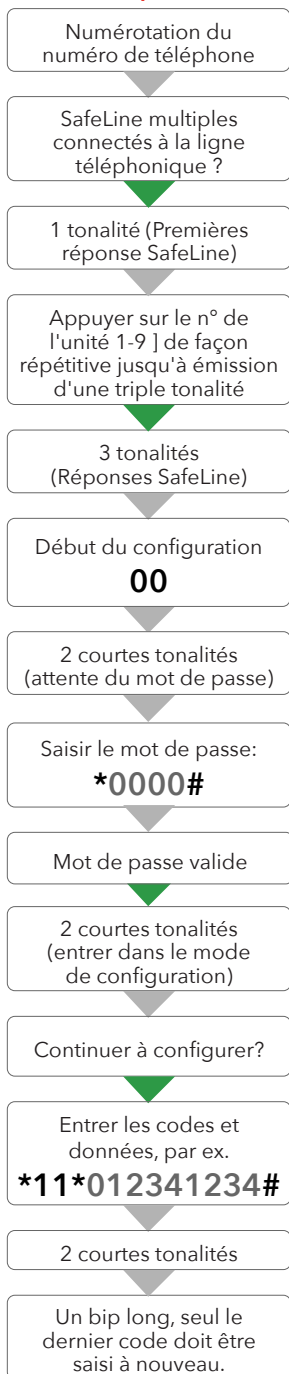 Numérotation du
numéro de téléphone
SafeLine multiples
connectés à la ligne
téléphonique ?
1 tonalité (Premières
réponse SafeLine)
Appuyer sur le n° de
l'unité 1-9 ] de façon
répétitive jusqu'à émission
d'une triple tonalité
3 tonalités
(Réponses SafeLine)
Début du configuration
00
2 courtes tonalités
(attente du mot de passe)
Saisir le mot de passe:
*0000#
Mot de passe valide
2 courtes tonalités
(entrer dans le mode
de configuration)
Continuer à configurer?
Entrer les codes et
données, par ex.
*11*012341234#
2 courtes tonalités
Un bip long, seul le
dernier code doit être
saisi à nouveau.